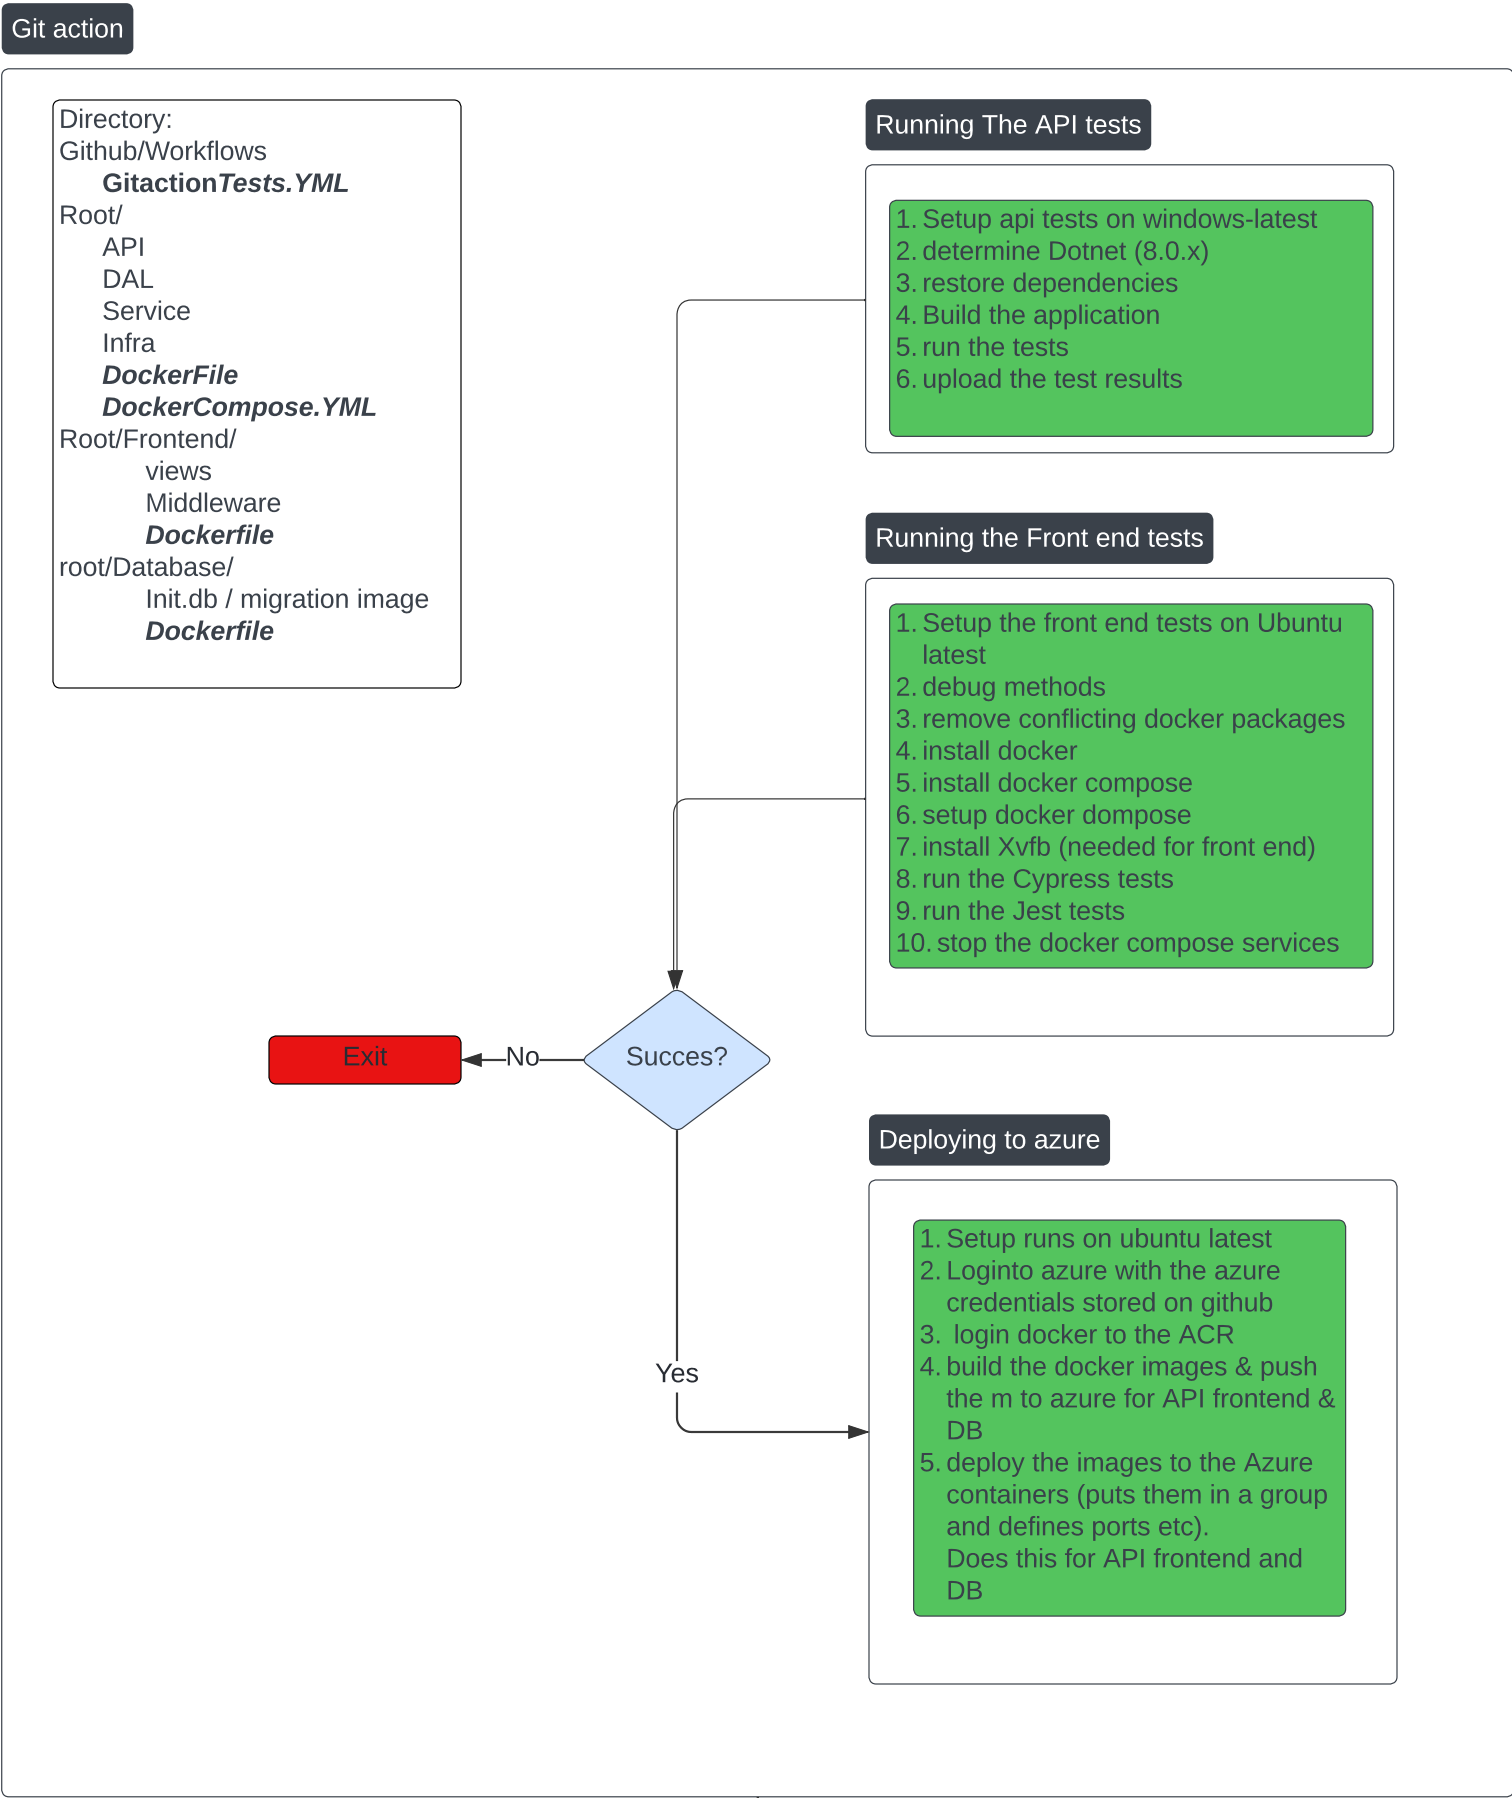 Git action
Directory:
Github/Workflows
GitactionTests.YML
Root/
API
DAL
Service
Infra
DockerFile
DockerCompose.YML
Root/Frontend/
views
Middleware
Dockerfile
root/Database/
Init.db / migration image
Dockerfile
Running The API tests
1. Setup api tests on windows-latest
2. determine Dotnet (8.0.x)
3. restore dependencies
4. Build the application
5. run the tests
6. upload the test results
Running the Front end tests
1. Setup the front end tests on Ubuntu
latest
2. debug methods
3. remove conflicting docker packages
4. install docker
5. install docker compose
6. setup docker dompose
7. install Xvfb (needed for front end)
8. run the Cypress tests
9. run the Jest tests
10. stop the docker compose services
Succes?
No
Exit
Yes
Deploying to azure
1. Setup runs on ubuntu latest
2. Loginto azure with the azure
credentials stored on github
3. login docker to the ACR
4. build the docker images & push
the m to azure for API frontend &
DB
5. deploy the images to the Azure
containers (puts them in a group
and defines ports etc).
Does this for API frontend and
DB